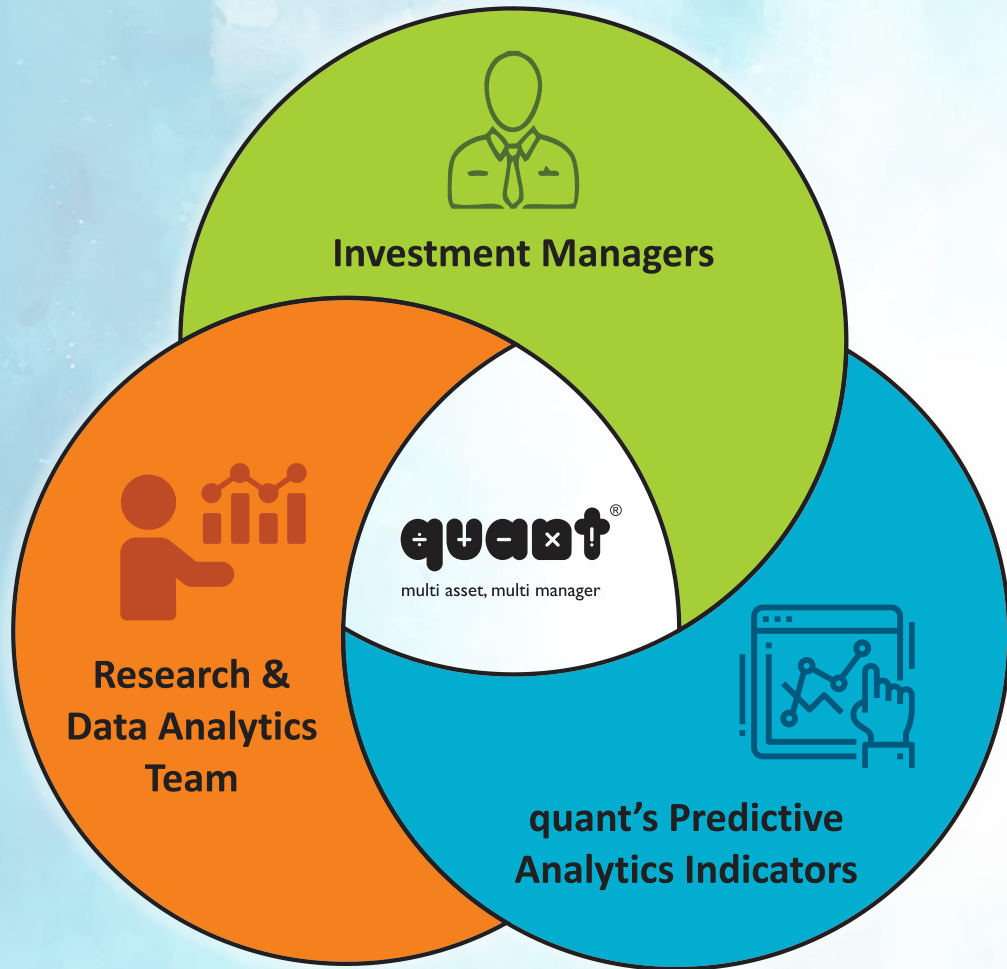 Investment Managers
quant®
multi asset, multi manager
Research &
Data Analytics
Team
quant’s Predictive
Analytics Indicators